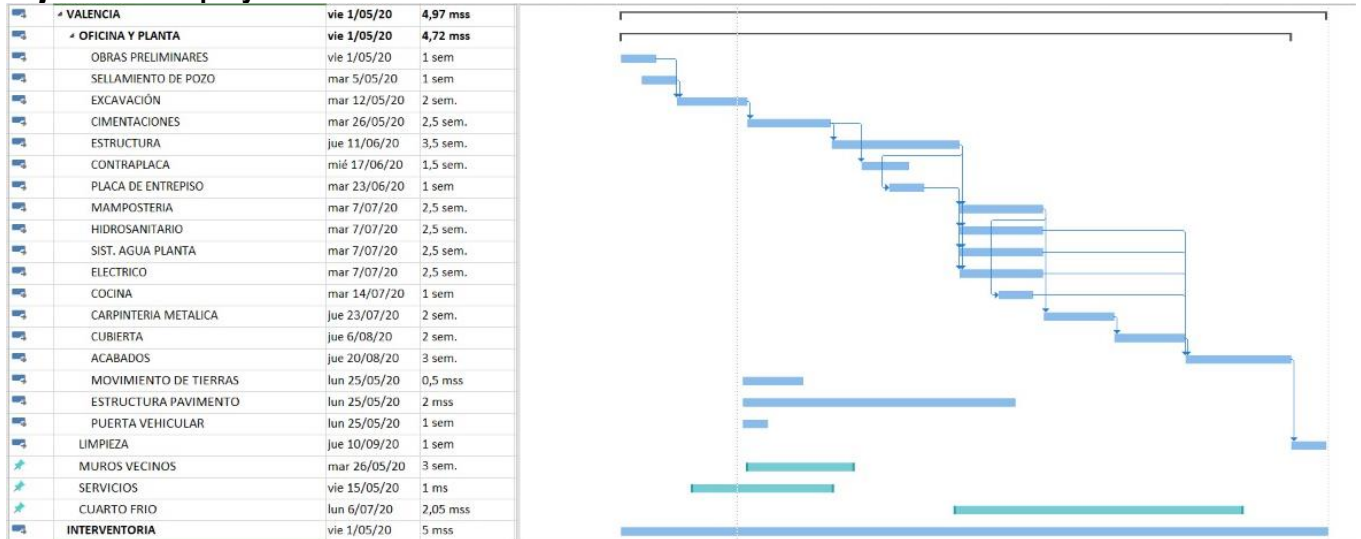 VALENCIA vie 1/05/20 4,97 mss
OFICINA Y PLANTA vie 1/05/20 4,72 mss
OBRAS PRELIMINARES vie 1/05/20 1 sem
SELLAMIENTO DE POZO mar 5/05/20 1 sem
EXCAVACIÓN mar 12/05/20 2 sem.
CIMENTACIONES mar 26/05/20 2,5 sem.
ESTRUCTURA jue 11/06/20 3,5 sem.
CONTRAPLACA mié 17/06/20 1,5 sem.
PLACA DE ENTREPISO mar 23/06/20 1 sem
MAMPOSTERIA mar 7/07/20 2,5 sem.
HIDROSANITARIO mar 7/07/20 2,5 sem.
SIST. AGUA PLANTA mar 7/07/20 2,5 sem.
ELECTRICO mar 7/07/20 2,5 sem.
COCINA mar 14/07/20 1 sem
CARPINTERIA METALICA jue 23/07/20 2 sem.
CUBIERTA jue 6/08/20 2 sem.
ACABADOS jue 20/08/20 3 sem.
MOVIMIENTO DE TIERRAS lun 25/05/20 0,5 mss
ESTRUCTURA PAVIMENTO lun 25/05/20 2 mss
PUERTA VEHICULAR lun 25/05/20 1 sem
LIMPIEZA jue 10/09/20 1 sem
MUROS VECINOS mar 26/05/20 3 sem.
SERVICIOS vie 15/05/20 1 ms
CUARTO FRIO lun 6/07/20 2,05 mss
INTERVENTORIA vie 1/05/20 5 mss